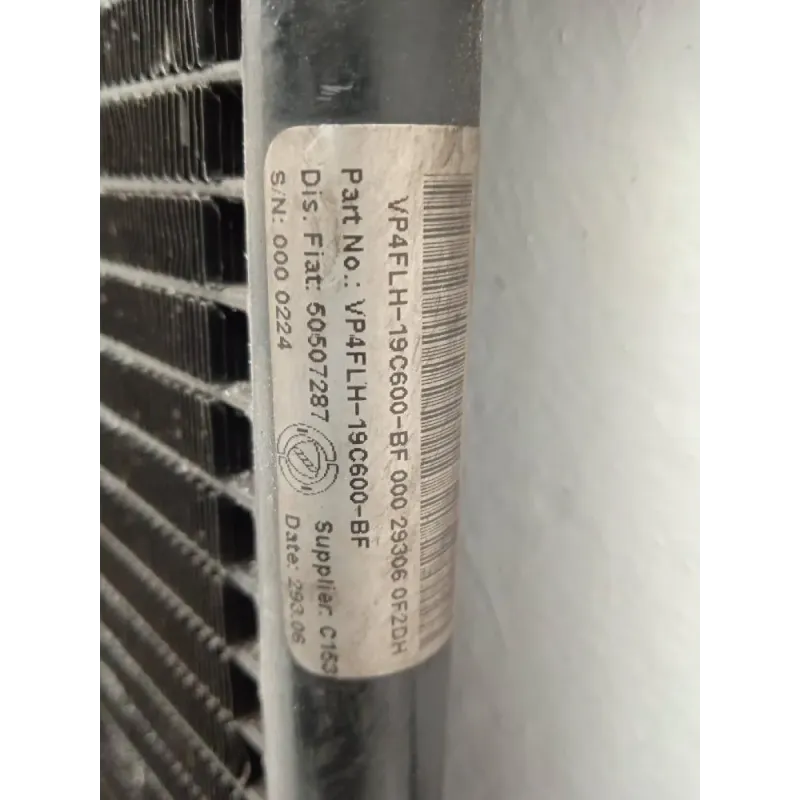 VP4FLH-19C600-BF 000 29306 0F2DH
Part No.: VP4FLH-19C600-BF
Dis. Fiat: 50507287 Supplier: C153
S/N: 000 0224 Date: 293.06